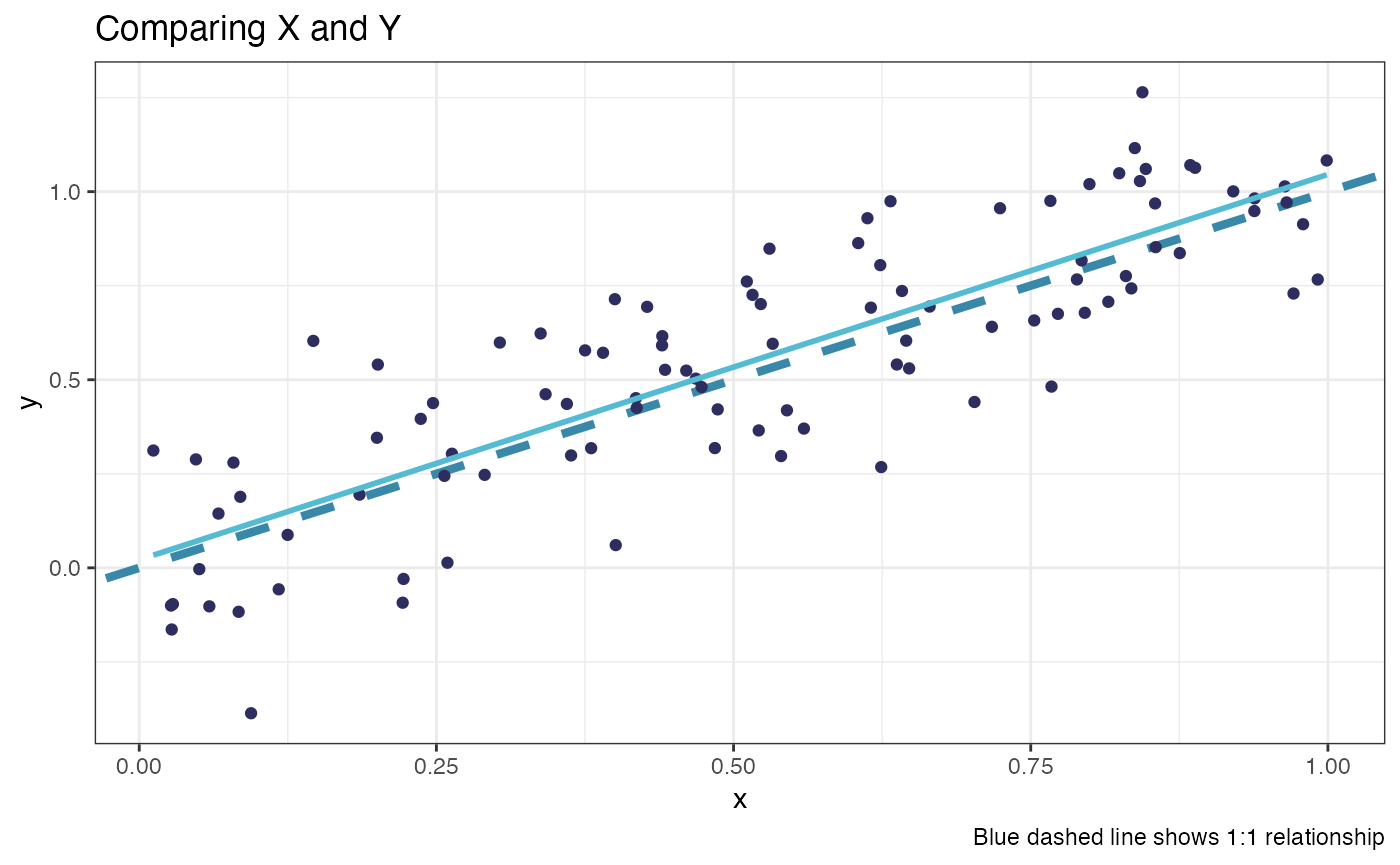 Comparing X and Y
1.0
0.5
0.0
y
0.00 0.25 0.50 0.75 1.00
x
Blue dashed line shows 1:1 relationship